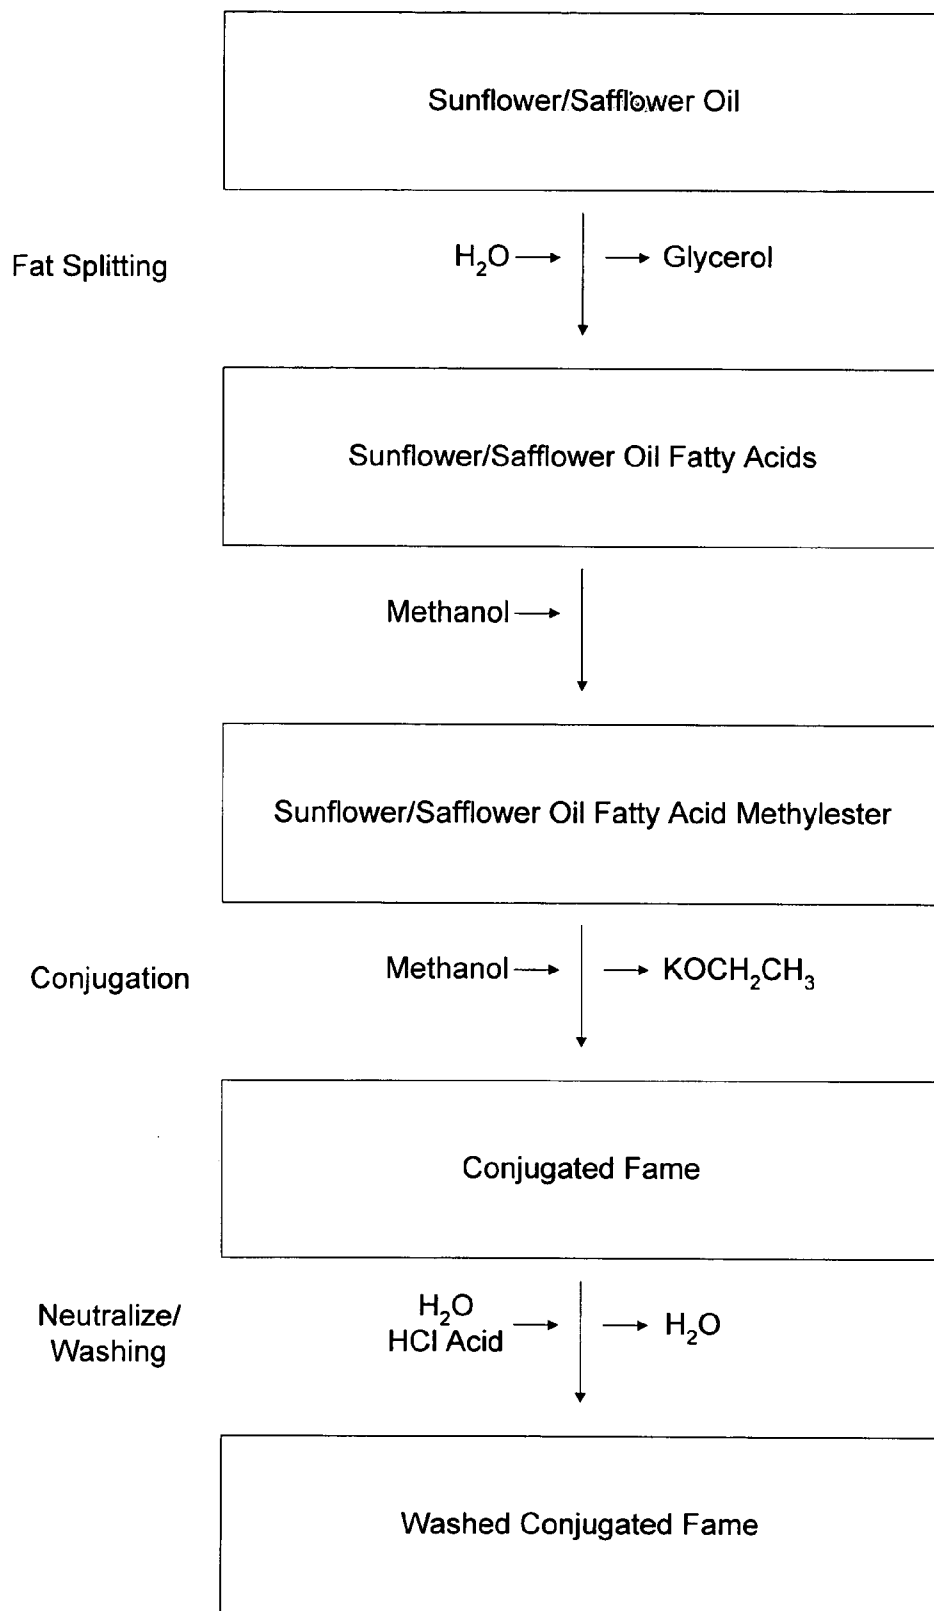 Sunflower/Safflower Oil
Fat Splitting
H₂O
Glycerol
Sunflower/Safflower Oil Fatty Acids
Methanol
Sunflower/Safflower Oil Fatty Acid Methylester
Conjugation
Methanol
KOCH₂CH₃
Conjugated Fame
Neutralize/
Washing
H₂O
HCl Acid
H₂O
Washed Conjugated Fame